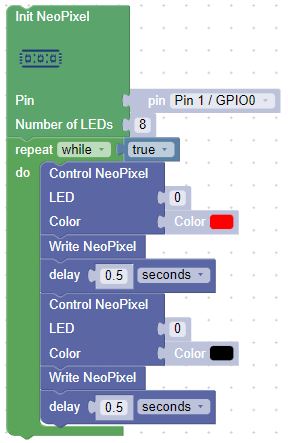 Init NeoPixel
Pin pin Pin 1 / GPIO0
Number of LEDs 8
repeat while true
do Control NeoPixel
LED 0
Color Color
Write NeoPixel
delay 0.5 seconds
Control NeoPixel
LED 0
Color Color
Write NeoPixel
delay 0.5 seconds